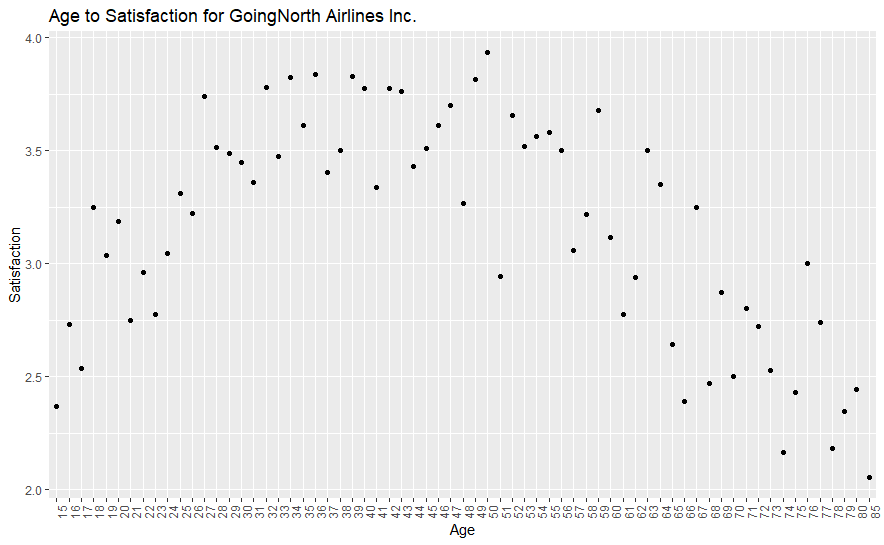 Age to Satisfaction for GoingNorth Airlines Inc.
4.0
3.5
3.0
2.5
2.0
Satisfaction
15 16 17 18 19 20 21 22 23 24 25 26 27 28 29 30 31 32 33 34 35 36 37 38 39 40 41 42 43 44 45 46 47 48 49 50 51 52 53 54 55 56 57 58 59 60 61 62 63 64 65 66 67 68 69 70 71 72 73 74 75 76 77 78 79 80 85
Age